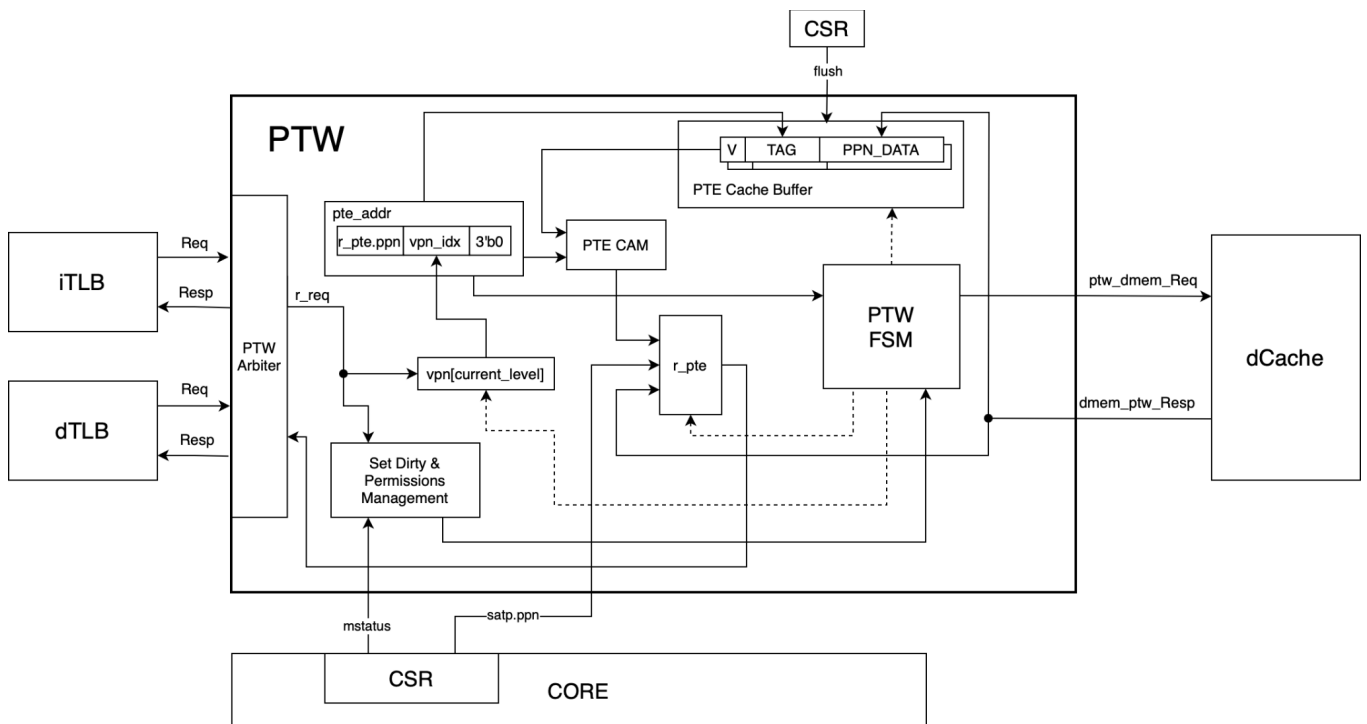 CSR
flush
PTW
V
TAG
PPN_DATA
PTE Cache Buffer
pte_addr
r_pte.ppn
vpn_idx
3'b0
PTE CAM
iTLB
Req
Resp
r_req
PTW
Arbiter
PTW
FSM
ptw_dmem_Req
dCache
dmem_ptw_Resp
vpn[current_level]
r_pte
dTLB
Req
Resp
Set Dirty &
Permissions
Management
mstatus
satp.ppn
CSR
CORE